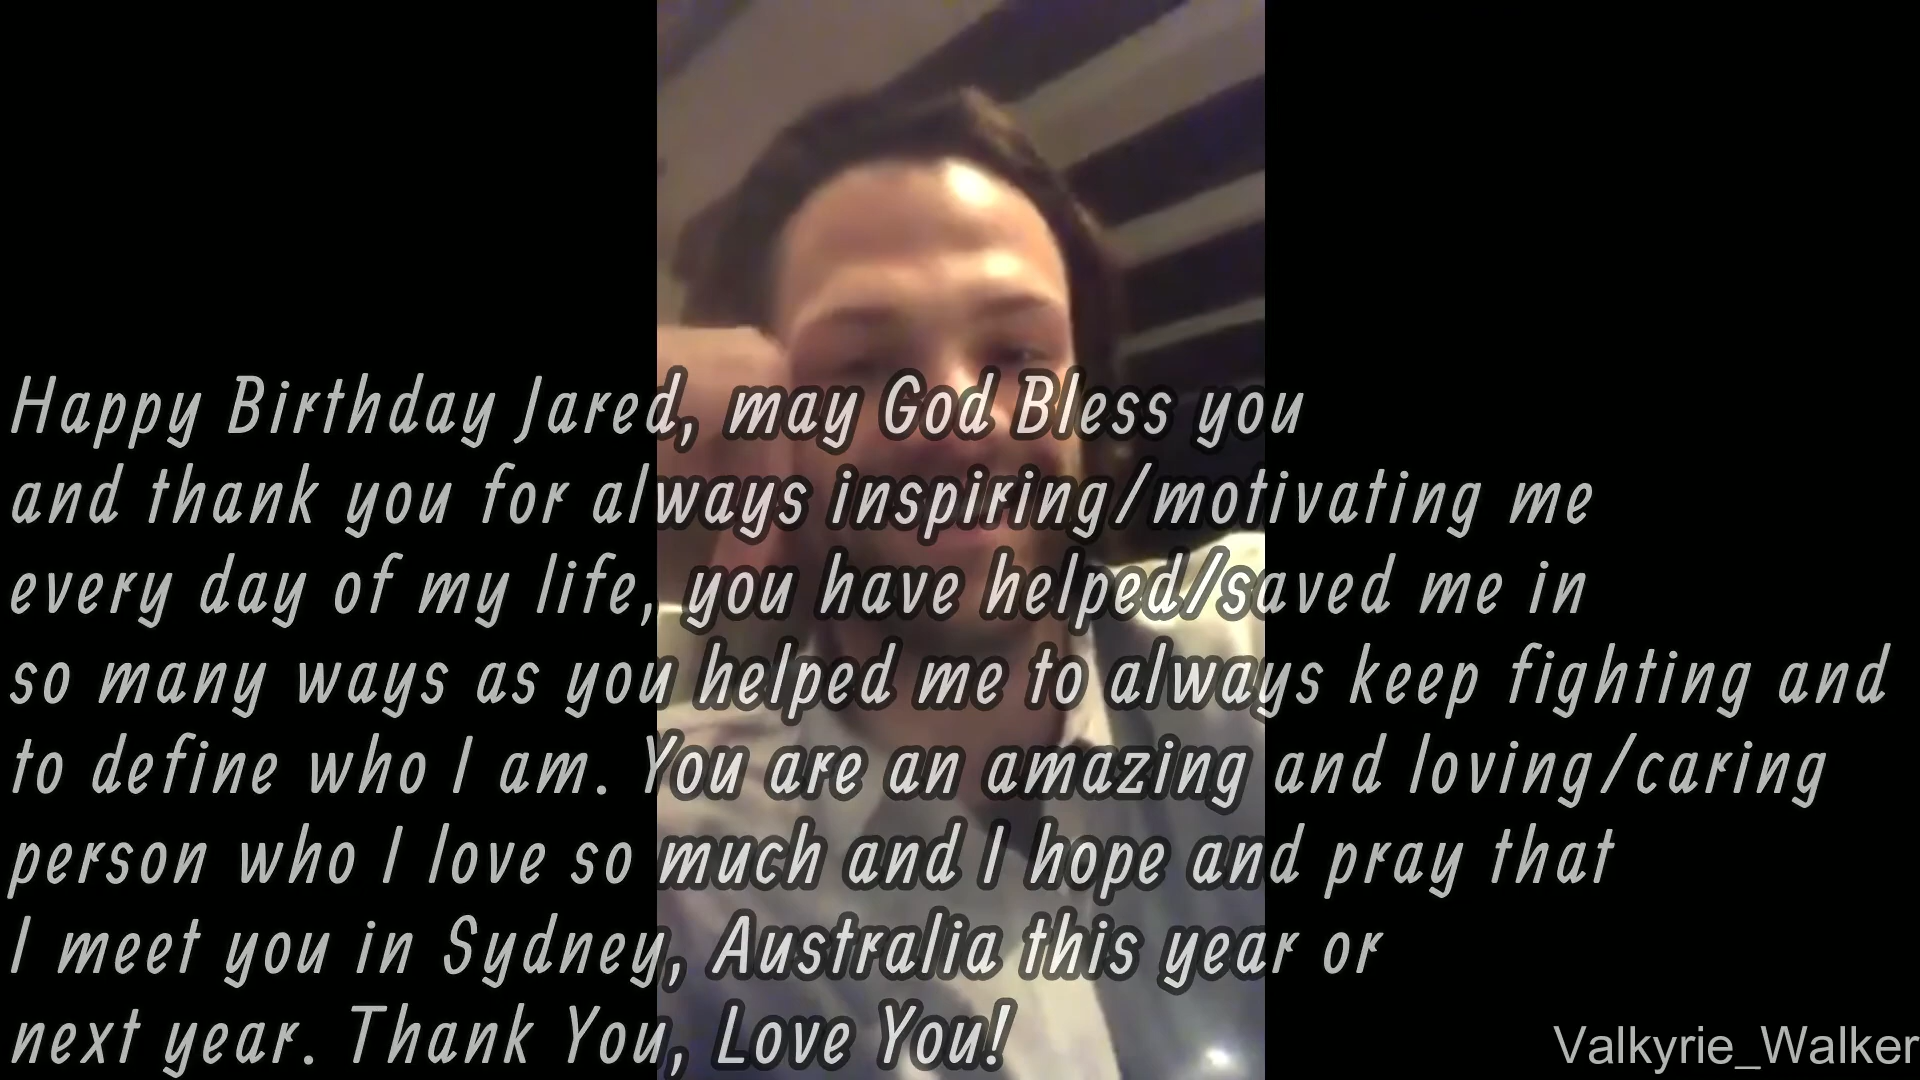 Happy Birthday Jared, may God Bless you
and thank you for always inspiring/motivating me
every day of my life, you have helped/saved me in
so many ways as you helped me to always keep fighting and
to define who I am. You are an amazing and loving/caring
person who I love so much and I hope and pray that
I meet you in Sydney, Australia this year or
next year. Thank You, Love You!
Valkyrie_Walker